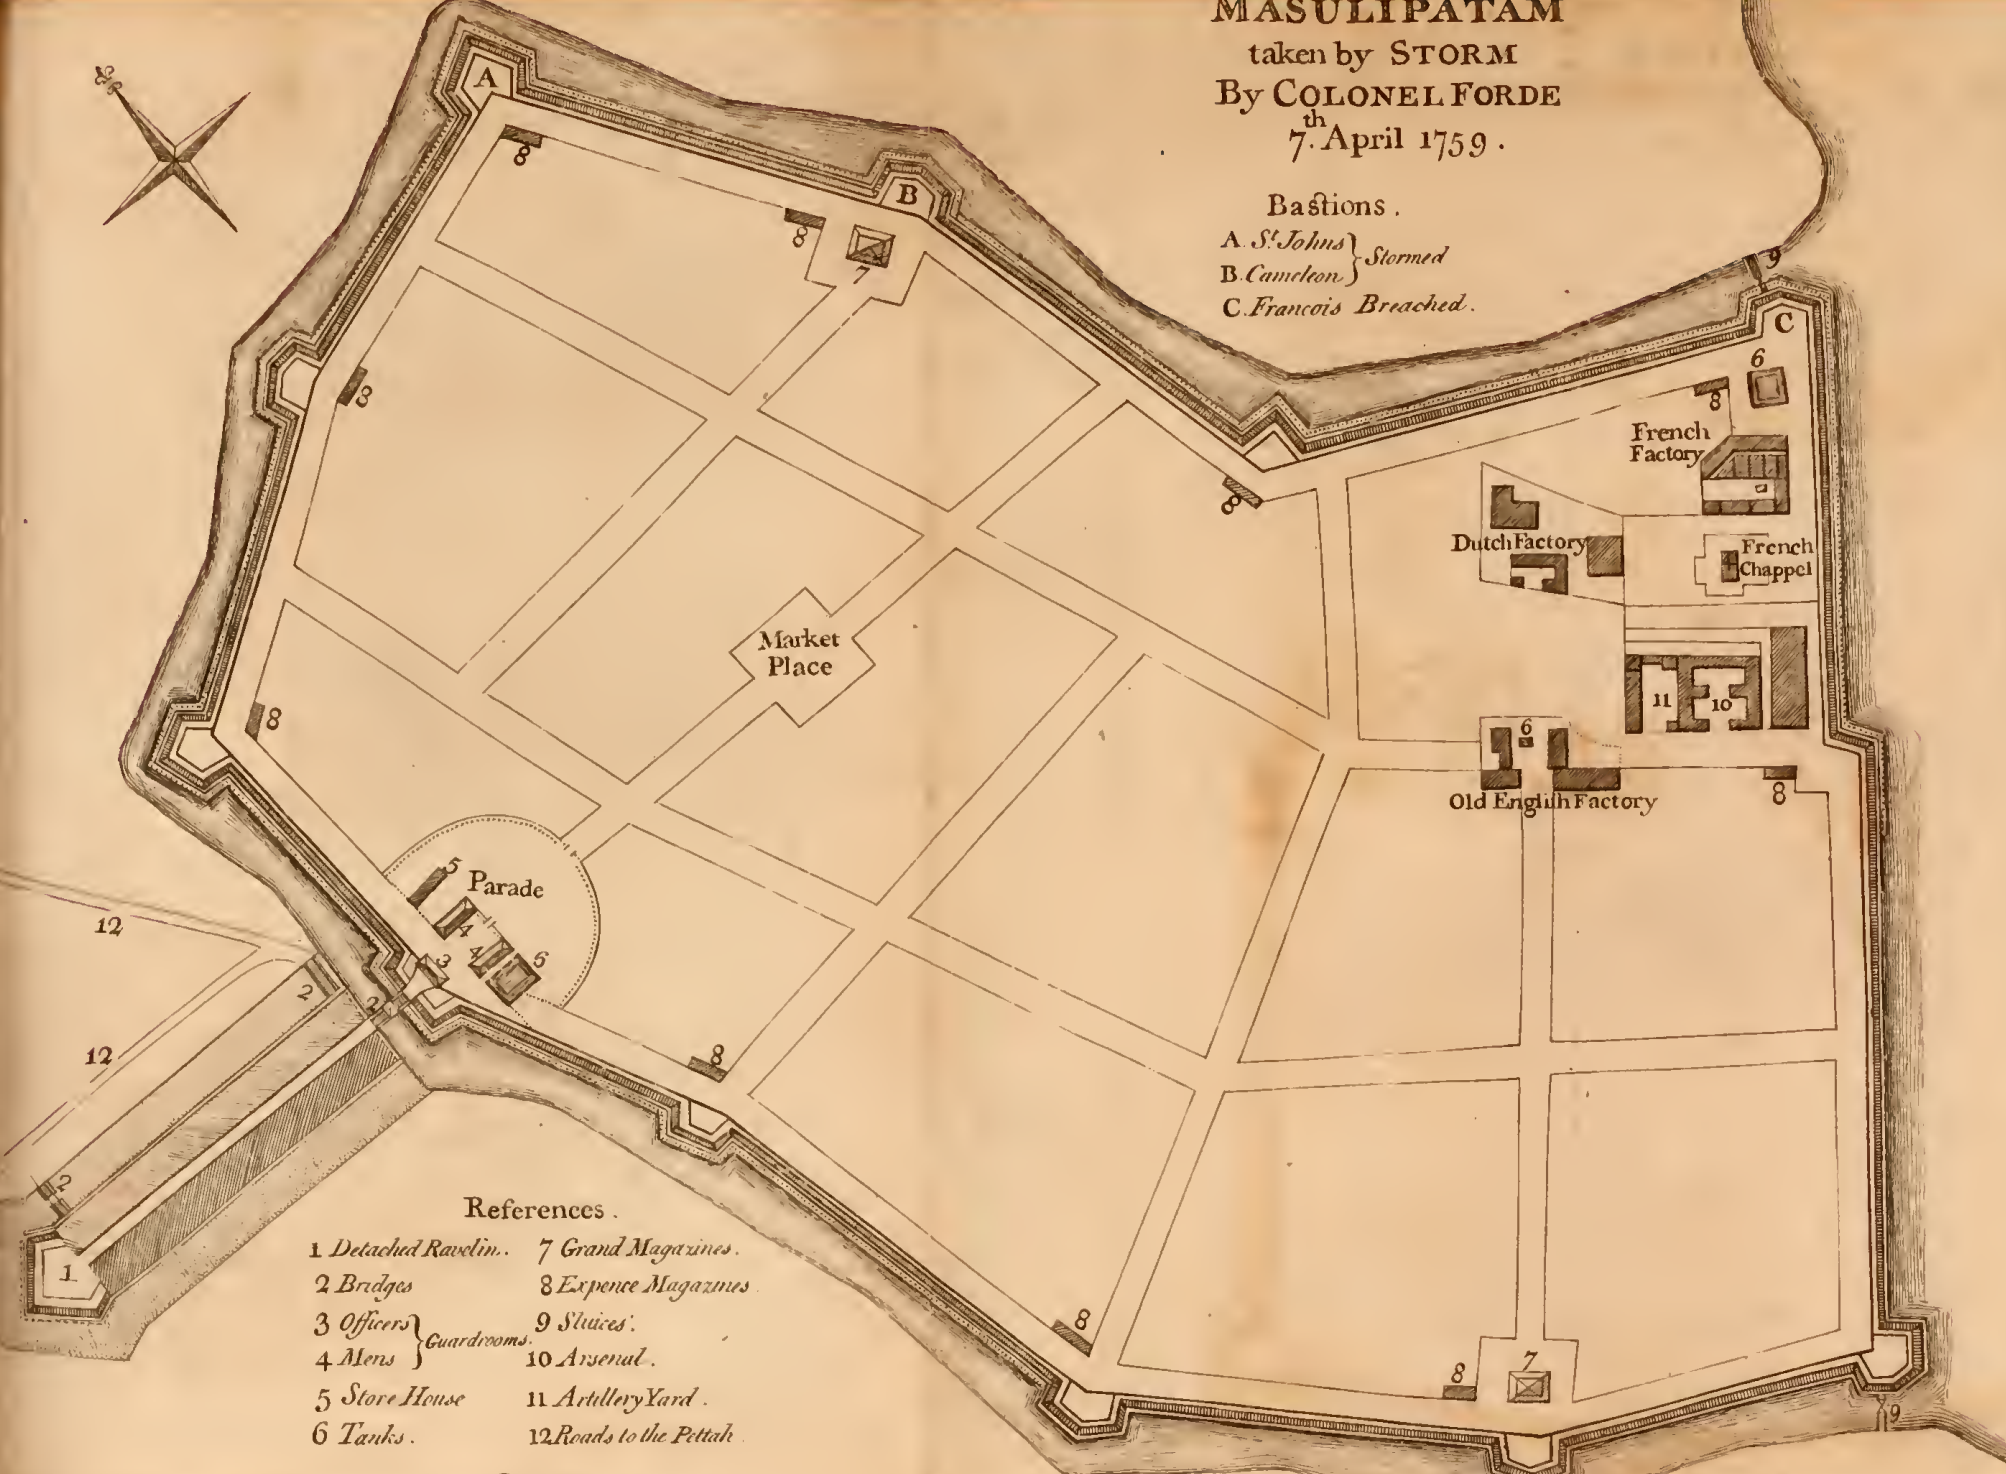 MASULIPATAM
taken by STORM
By COLONEL FORDE
7.th April 1759.
Bastions.
A. St. Johns } Stormed
B. Cameleon
C. Francois Breached.
A
8
B
8
7
9
C
6
8
French
Factory
8
8
Dutch Factory
French
Chappel
Market
Place
11
10
8
6
Old English Factory
8
5
Parade
4
4
3
6
12
2
2
12
8
2
1
References.
1 Detached Ravelin.
2 Bridges
3 Officers } Guardrooms.
4 Mens
5 Store House
6 Tanks.
7 Grand Magazines.
8 Expence Magazines
9 Sluices.
10 Arsenal.
11 Artillery Yard.
12 Roads to the Pettah
8
8
7
9